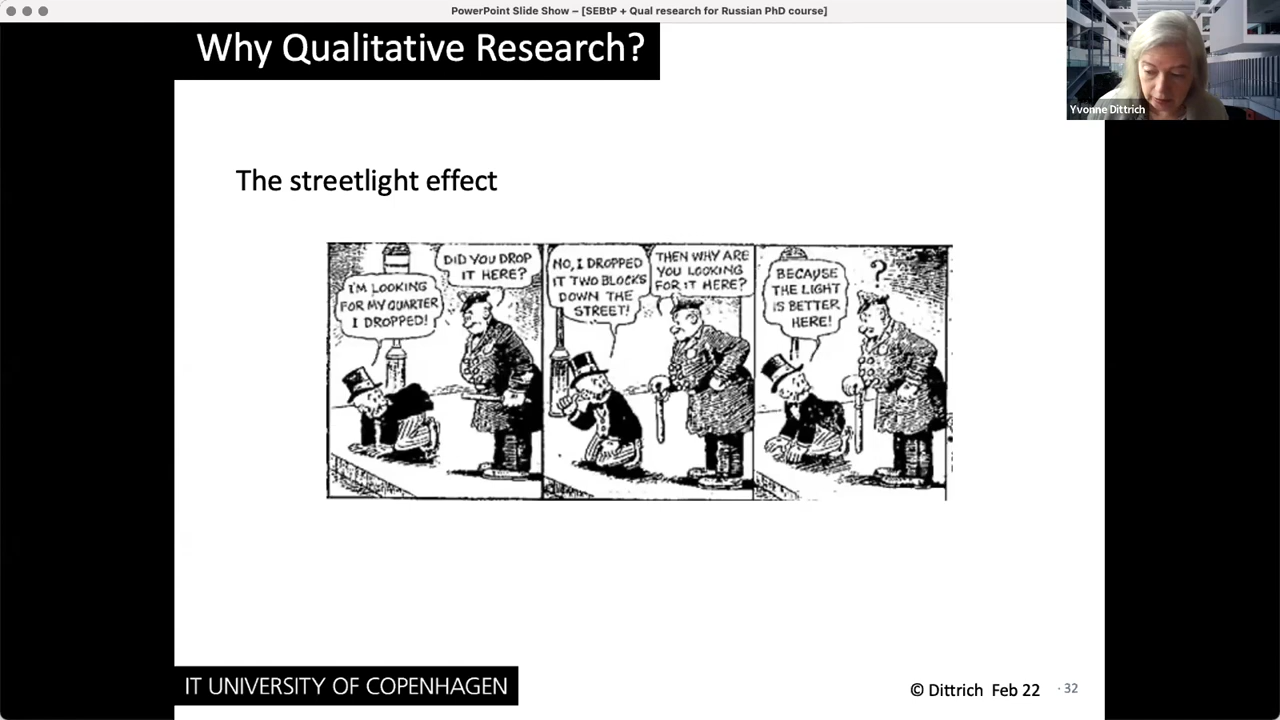 PowerPoint Slide Show – [SEBtP + Qual research for Russian PhD course]
Why Qualitative Research?
Yvonne Dittrich
The streetlight effect
I'M LOOKING
FOR MY QUARTER
I DROPPED!
DID YOU DROP
IT HERE?
NO, I DROPPED
IT TWO BLOCKS
DOWN THE
STREET!
THEN WHY ARE
YOU LOOKING
FOR IT HERE?
BECAUSE
THE LIGHT
IS BETTER
HERE!
?
IT UNIVERSITY OF COPENHAGEN
© Dittrich Feb 22
· 32